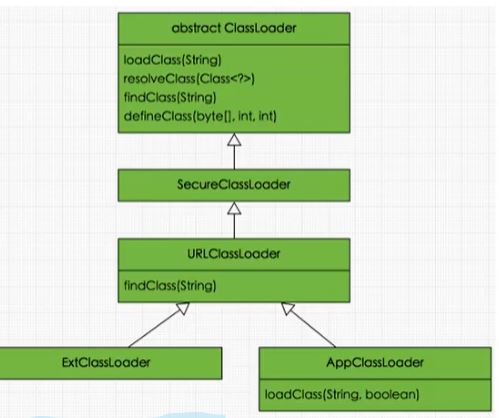 abstract ClassLoader
loadClass(String)
resolveClass(Class<?>)
findClass(String)
defineClass(byte[], int, int)
SecureClassLoader
URLClassLoader
findClass(String)
ExtClassLoader
AppClassLoader
loadClass(String, boolean)